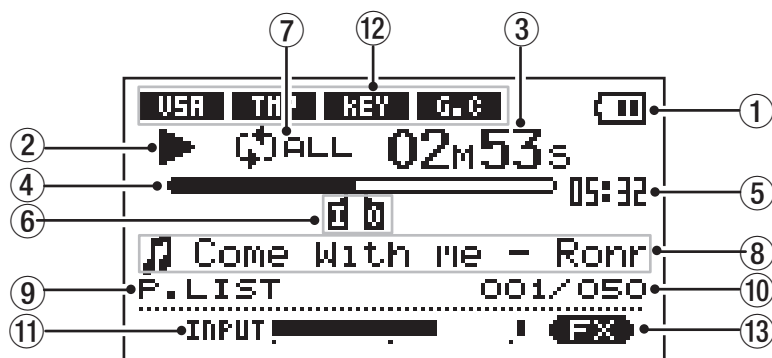 ⑦ ⑫ ③
VSA TMP KEY G.C ①
② ALL 02M53S
④ 05:32 ⑤
⑥ I O
Come With me - Ronr ⑧
⑨ P.LIST 001/050 ⑩
⑪ INPUT FX ⑬